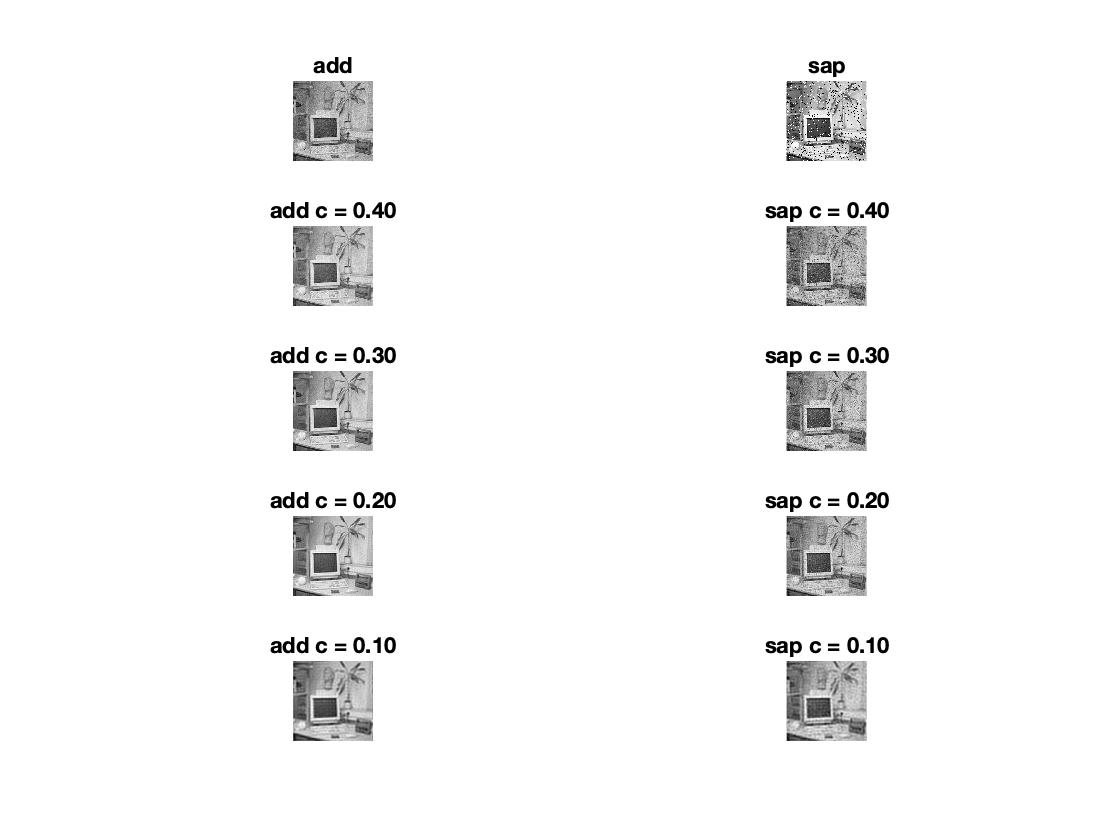 add
sap
add c = 0.40
sap c = 0.40
add c = 0.30
sap c = 0.30
add c = 0.20
sap c = 0.20
add c = 0.10
sap c = 0.10